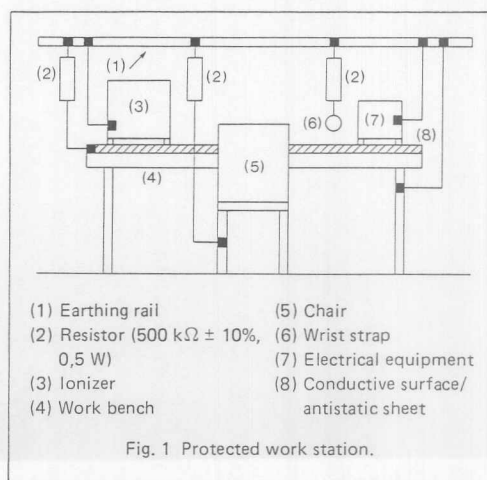 (1)
(2)
(2)
(2)
(3)
(6)
(7)
(8)
(4)
(5)
(1) Earthing rail
(2) Resistor (500 kΩ ± 10%,
0,5 W)
(3) Ionizer
(4) Work bench
(5) Chair
(6) Wrist strap
(7) Electrical equipment
(8) Conductive surface/
antistatic sheet
Fig. 1 Protected work station.